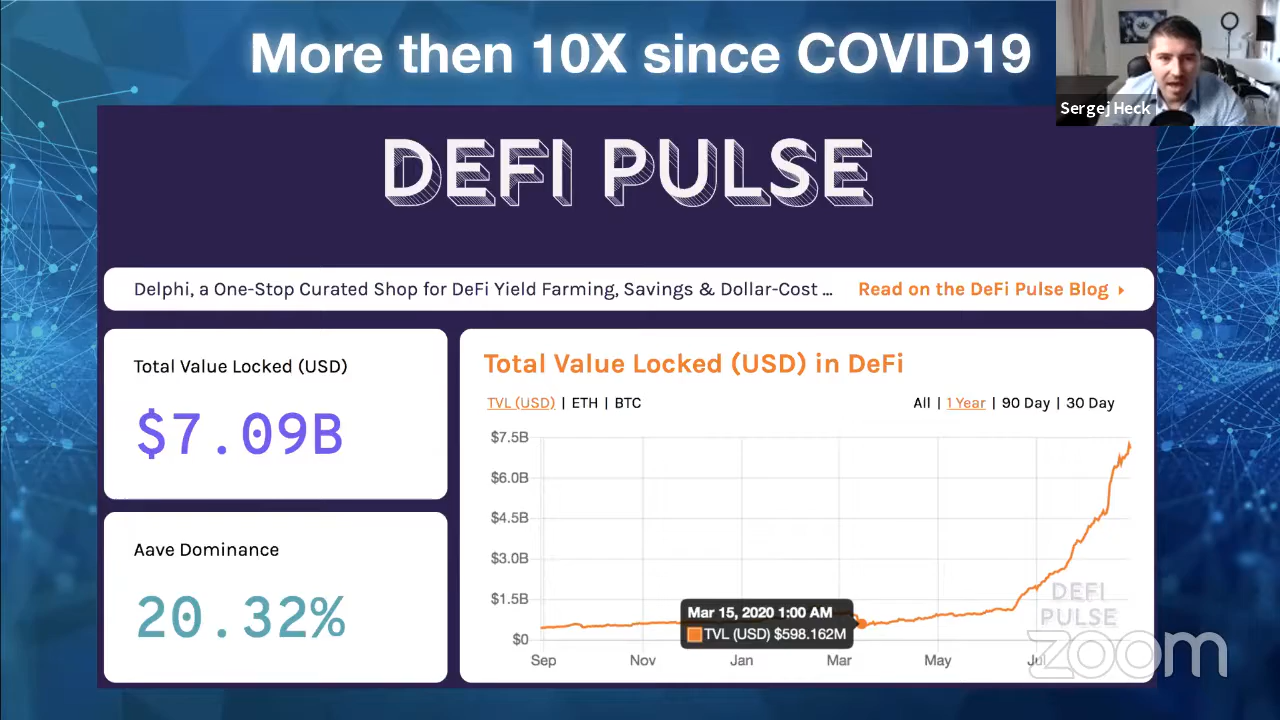 More then 10X since COVID19
Sergej Heck
DEFI PULSE
Delphi, a One-Stop Curated Shop for DeFi Yield Farming, Savings & Dollar-Cost ...
Read on the DeFi Pulse Blog
Total Value Locked (USD)
$7.09B
Aave Dominance
20.32%
Total Value Locked (USD) in DeFi
TVL (USD) | ETH | BTC
All | 1 Year | 90 Day | 30 Day
$7.5B
$6.0B
$4.5B
$3.0B
$1.5B
$0
Mar 15, 2020 1:00 AM
TVL (USD) $598.162M
DEFI
PULSE
Sep Nov Jan Mar May Jul
zoom